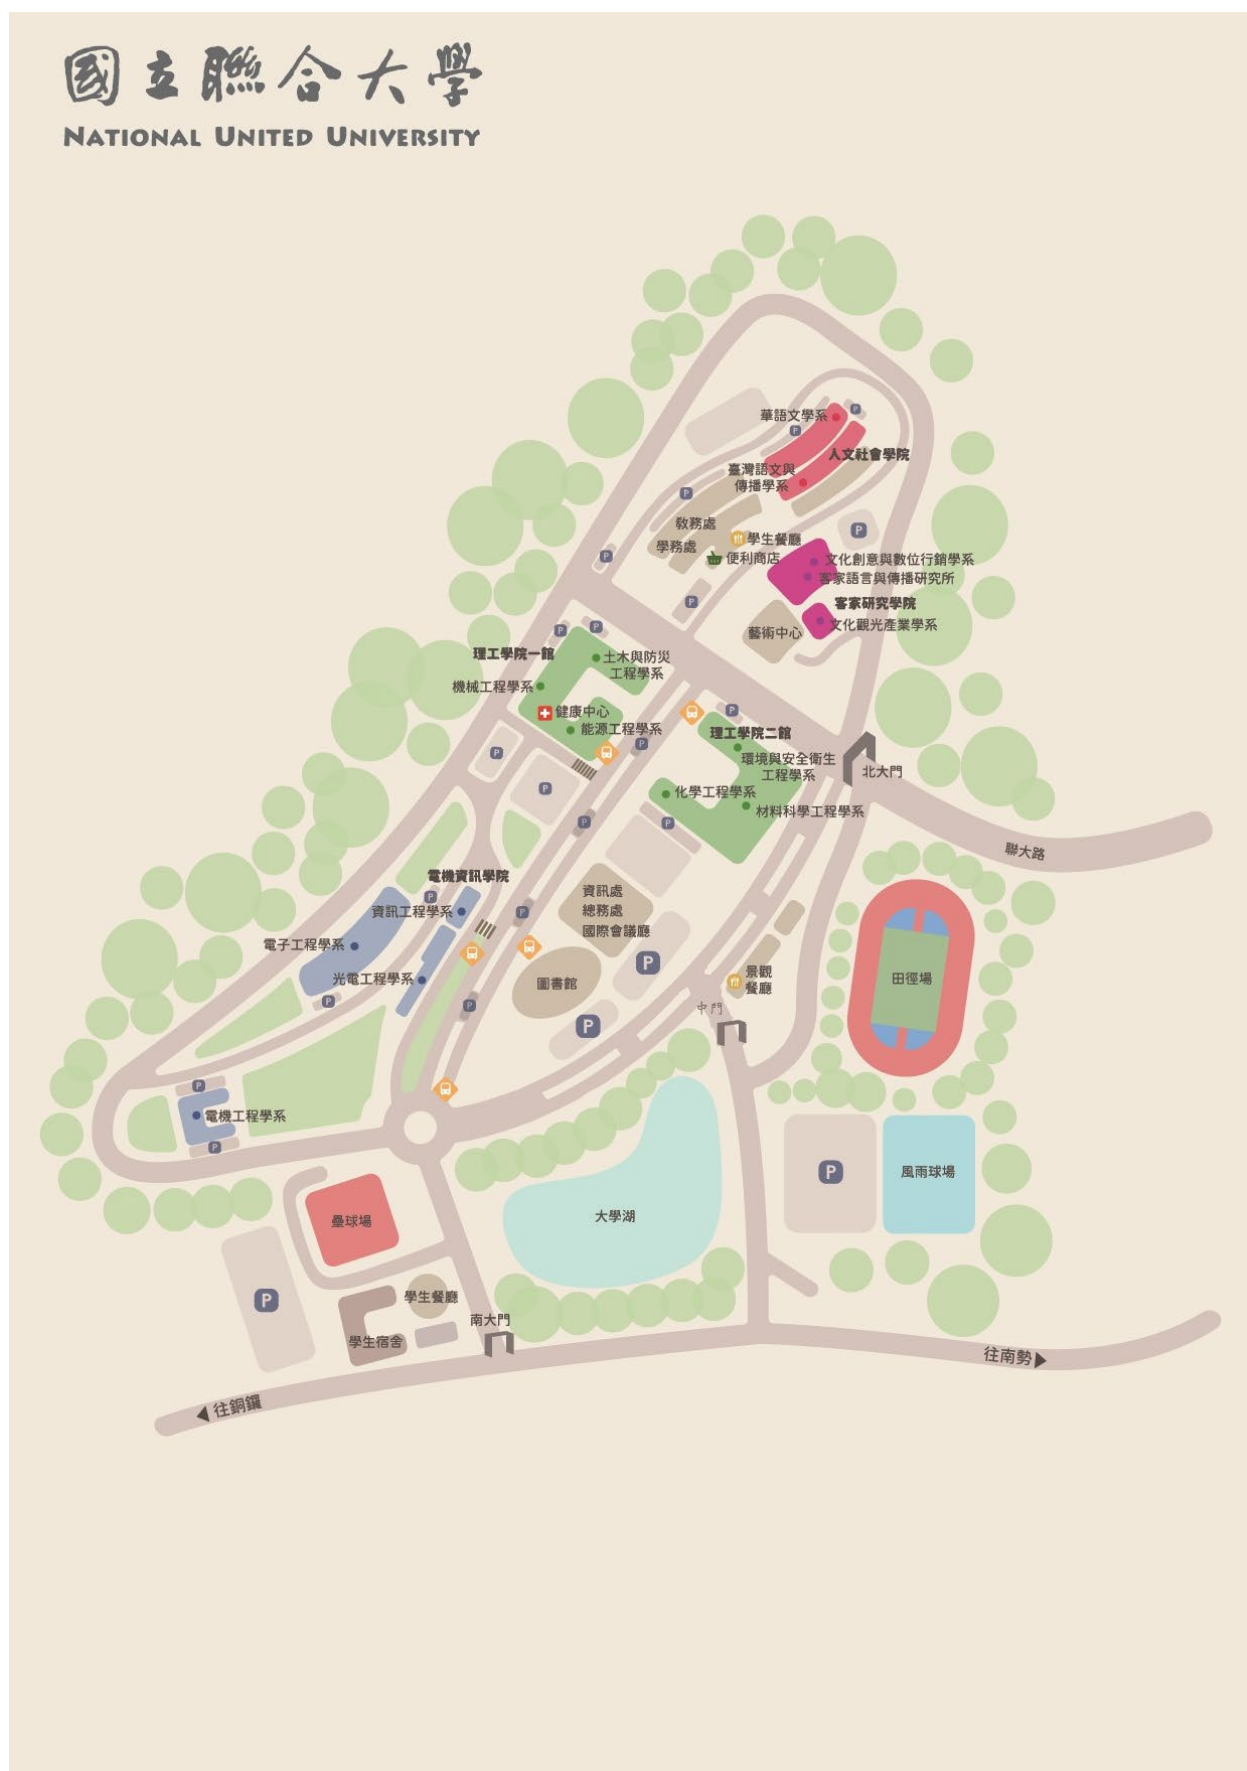 國立聯合大學
NATIONAL UNITED UNIVERSITY
華語文學系
P
P
人文社會學院
臺灣語文與
傳播學系
P
教務處
P
學生餐廳
學務處
便利商店
P
文化創意與數位行銷學系
客家語言與傳播研究所
P
客家研究學院
文化觀光產業學系
藝術中心
P
P
理工學院一館
土木與防災
工程學系
機械工程學系
健康中心
能源工程學系
P
P
理工學院二館
P
環境與安全衛生
工程學系
北大門
P
化學工程學系
材料科學工程學系
P
P
聯大路
電機資訊學院
P
資訊工程學系
P
資訊處
總務處
國際會議廳
電子工程學系
P
光電工程學系
圖書館
景觀
餐廳
田徑場
P
P
中門
P
P
電機工程學系
P
P
風雨球場
壘球場
大學湖
P
學生餐廳
南大門
學生宿舍
往南勢
往銅鑼